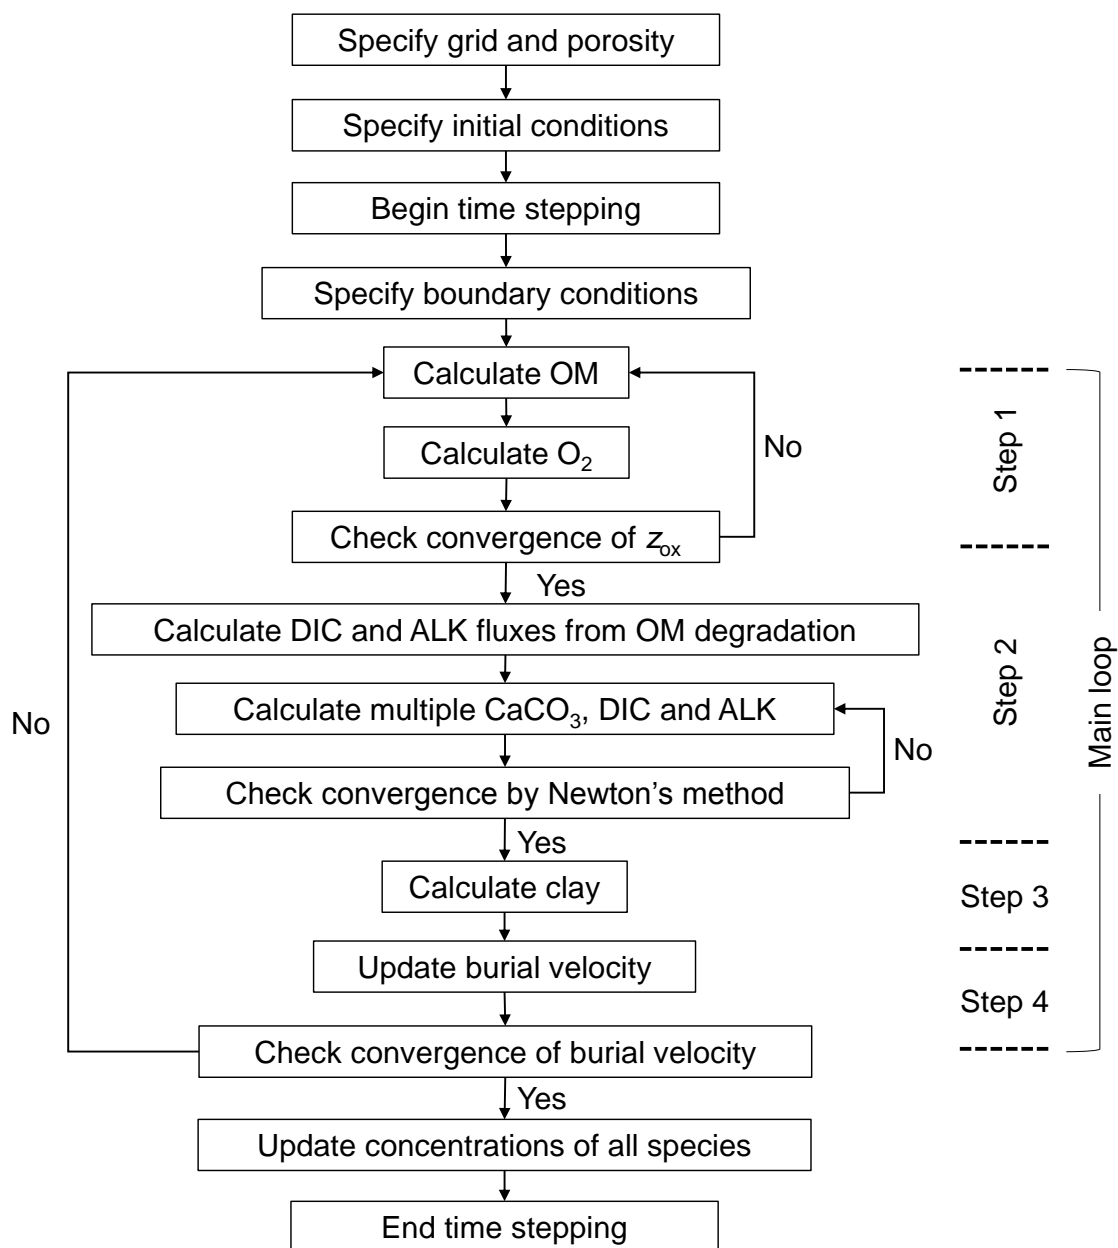 Specify grid and porosity
Specify initial conditions
Begin time stepping
Specify boundary conditions
Calculate OM
Calculate O₂
No
Step 1
Check convergence of zₒₓ
Yes
Calculate DIC and ALK fluxes from OM degradation
Step 2
Main loop
Calculate multiple CaCO₃, DIC and ALK
No
No
Check convergence by Newton’s method
Yes
Calculate clay
Step 3
Update burial velocity
Step 4
Check convergence of burial velocity
Yes
Update concentrations of all species
End time stepping